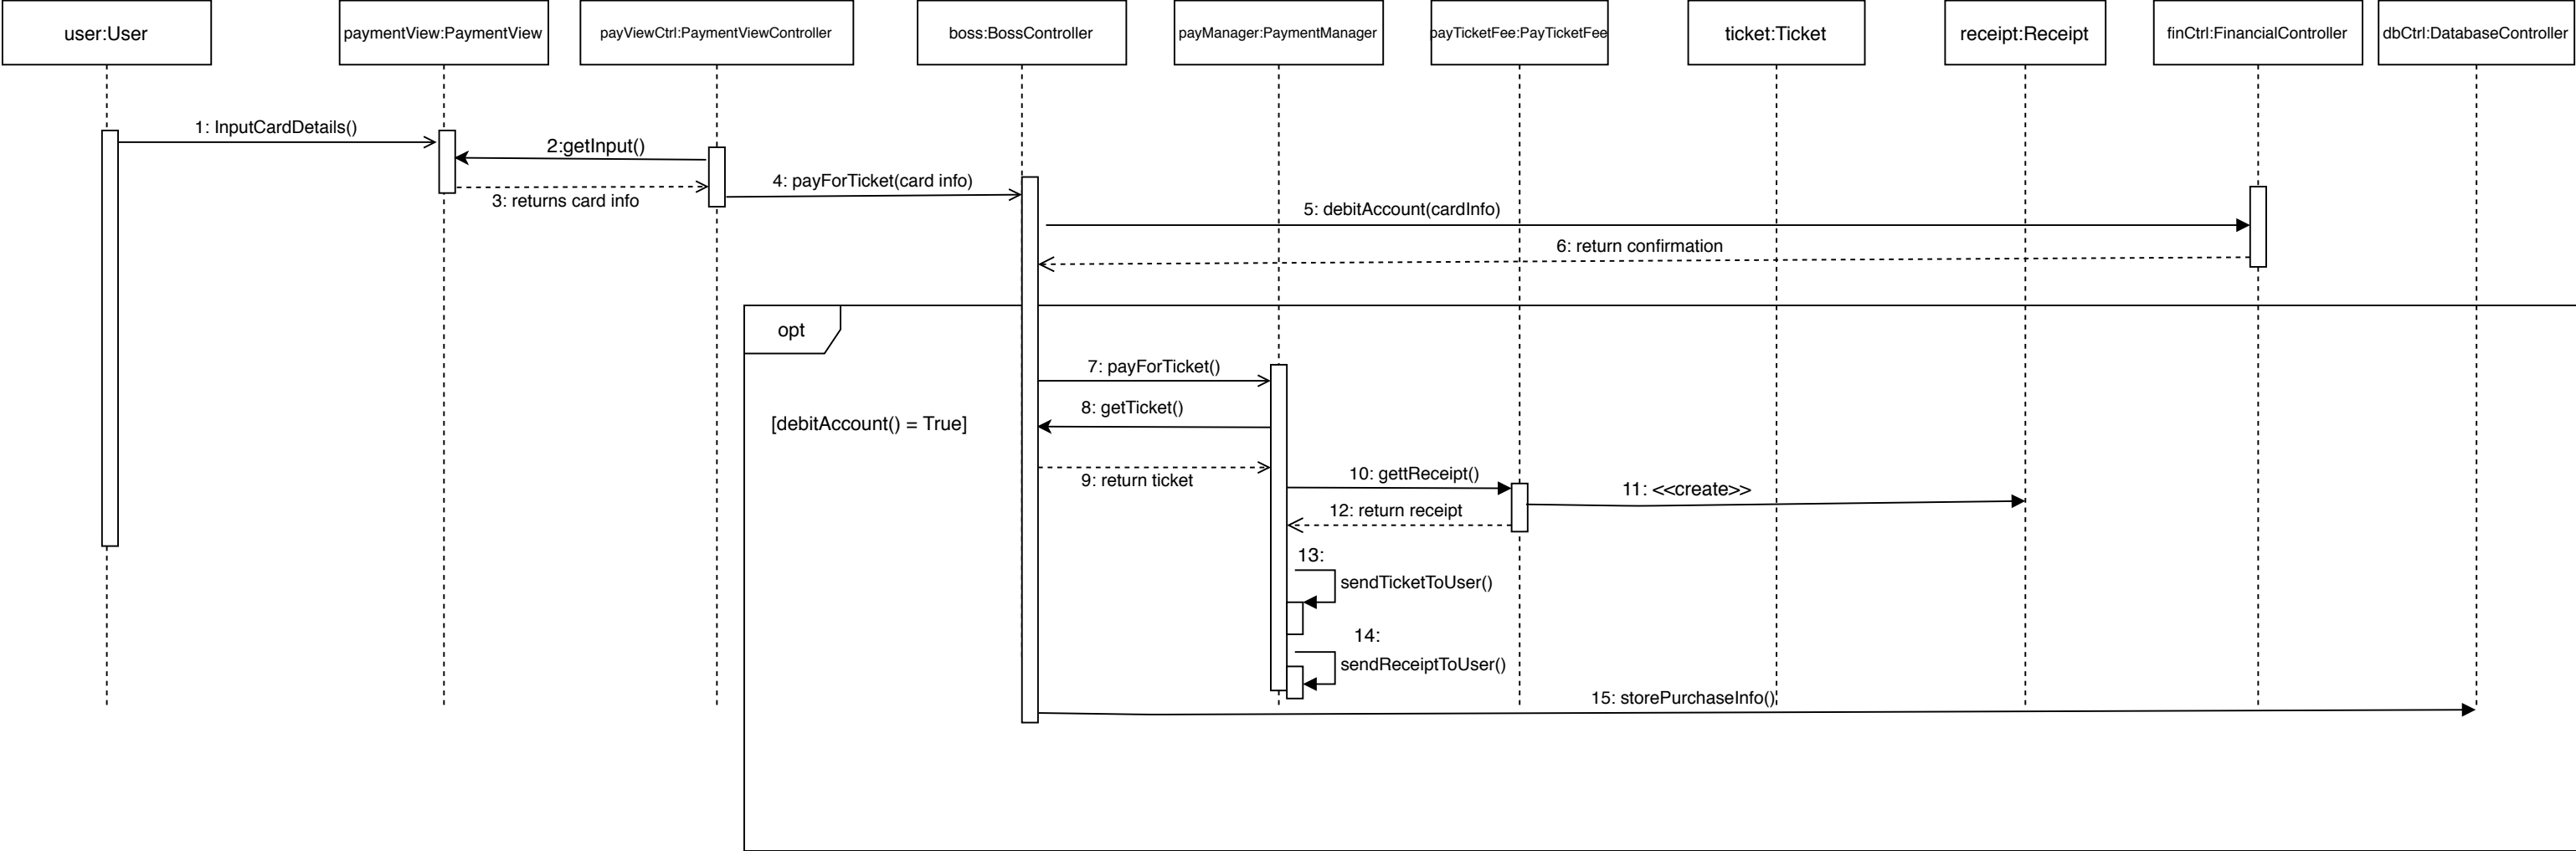 user:User
paymentView:PaymentView
payViewCtrl:PaymentViewController
boss:BossController
payManager:PaymentManager
payTicketFee:PayTicketFee
ticket:Ticket
receipt:Receipt
finCtrl:FinancialController
dbCtrl:DatabaseController
1: InputCardDetails()
2:getInput()
3: returns card info
4: payForTicket(card info)
5: debitAccount(cardInfo)
6: return confirmation
opt
7: payForTicket()
8: getTicket()
[debitAccount() = True]
9: return ticket
10: gettReceipt()
11: <<create>>
12: return receipt
13:
sendTicketToUser()
14:
sendReceiptToUser()
15: storePurchaseInfo()